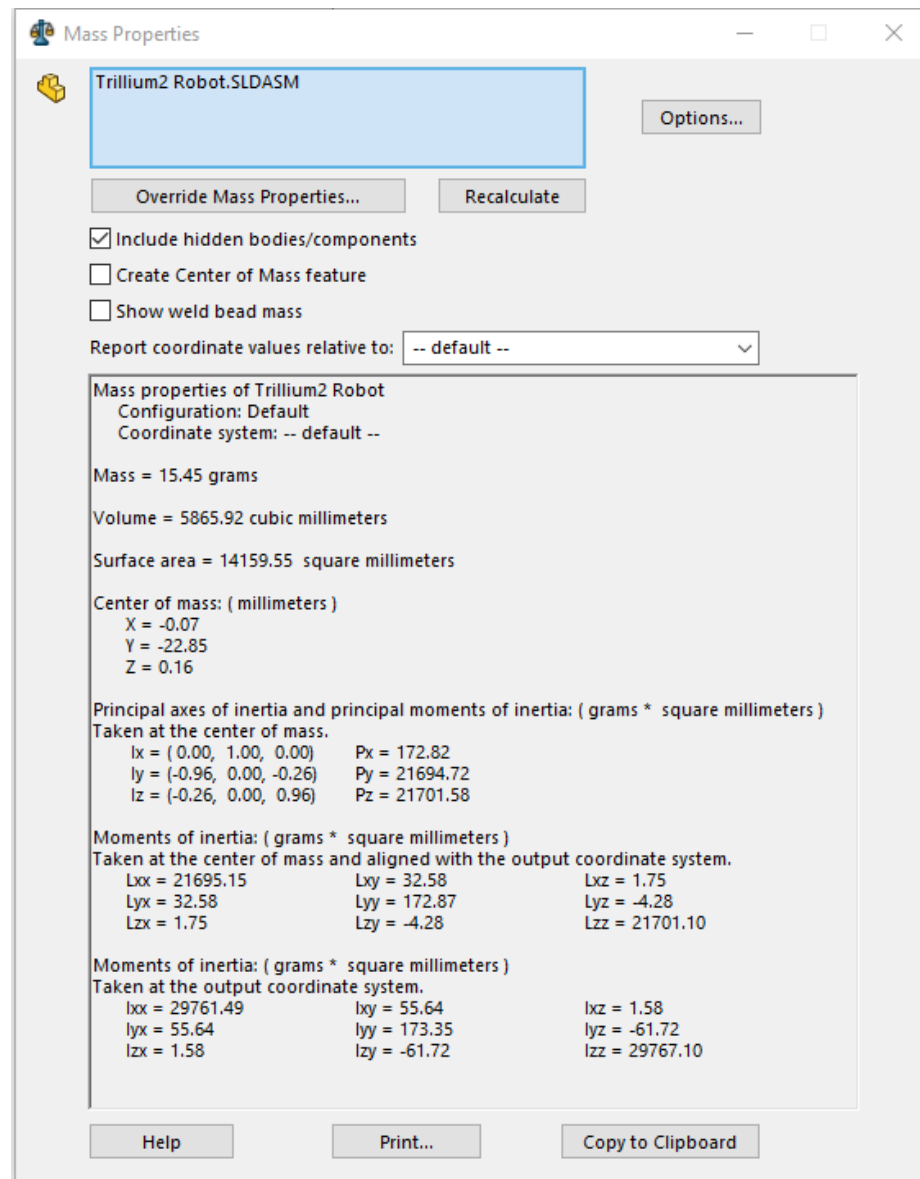 Mass Properties
Trillium2 Robot.SLDASM
Options...
Override Mass Properties...
Recalculate
Include hidden bodies/components
Create Center of Mass feature
Show weld bead mass
Report coordinate values relative to: -- default --
Mass properties of Trillium2 Robot
Configuration: Default
Coordinate system: -- default --
Mass = 15.45 grams
Volume = 5865.92 cubic millimeters
Surface area = 14159.55 square millimeters
Center of mass: ( millimeters )
X = -0.07
Y = -22.85
Z = 0.16
Principal axes of inertia and principal moments of inertia: ( grams * square millimeters )
Taken at the center of mass.
Ix = ( 0.00, 1.00, 0.00) Px = 172.82
Iy = (-0.96, 0.00, -0.26) Py = 21694.72
Iz = (-0.26, 0.00, 0.96) Pz = 21701.58
Moments of inertia: ( grams * square millimeters )
Taken at the center of mass and aligned with the output coordinate system.
Lxx = 21695.15 Lxy = 32.58 Lxz = 1.75
Lyx = 32.58 Lyy = 172.87 Lyz = -4.28
Lzx = 1.75 Lzy = -4.28 Lzz = 21701.10
Moments of inertia: ( grams * square millimeters )
Taken at the output coordinate system.
Ixx = 29761.49 Ixy = 55.64 Ixz = 1.58
Iyx = 55.64 Iyy = 173.35 Iyz = -61.72
Izx = 1.58 Izy = -61.72 Izz = 29767.10
Help
Print...
Copy to Clipboard